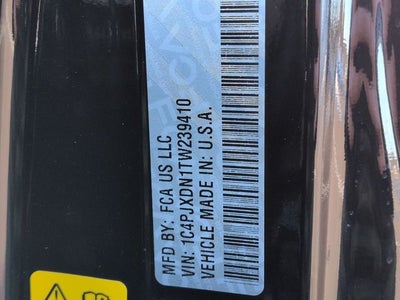 MFD BY: FCA US LLC
VIN: 1C4PJXDN1TW239410
VEHICLE MADE IN: U.S.A.